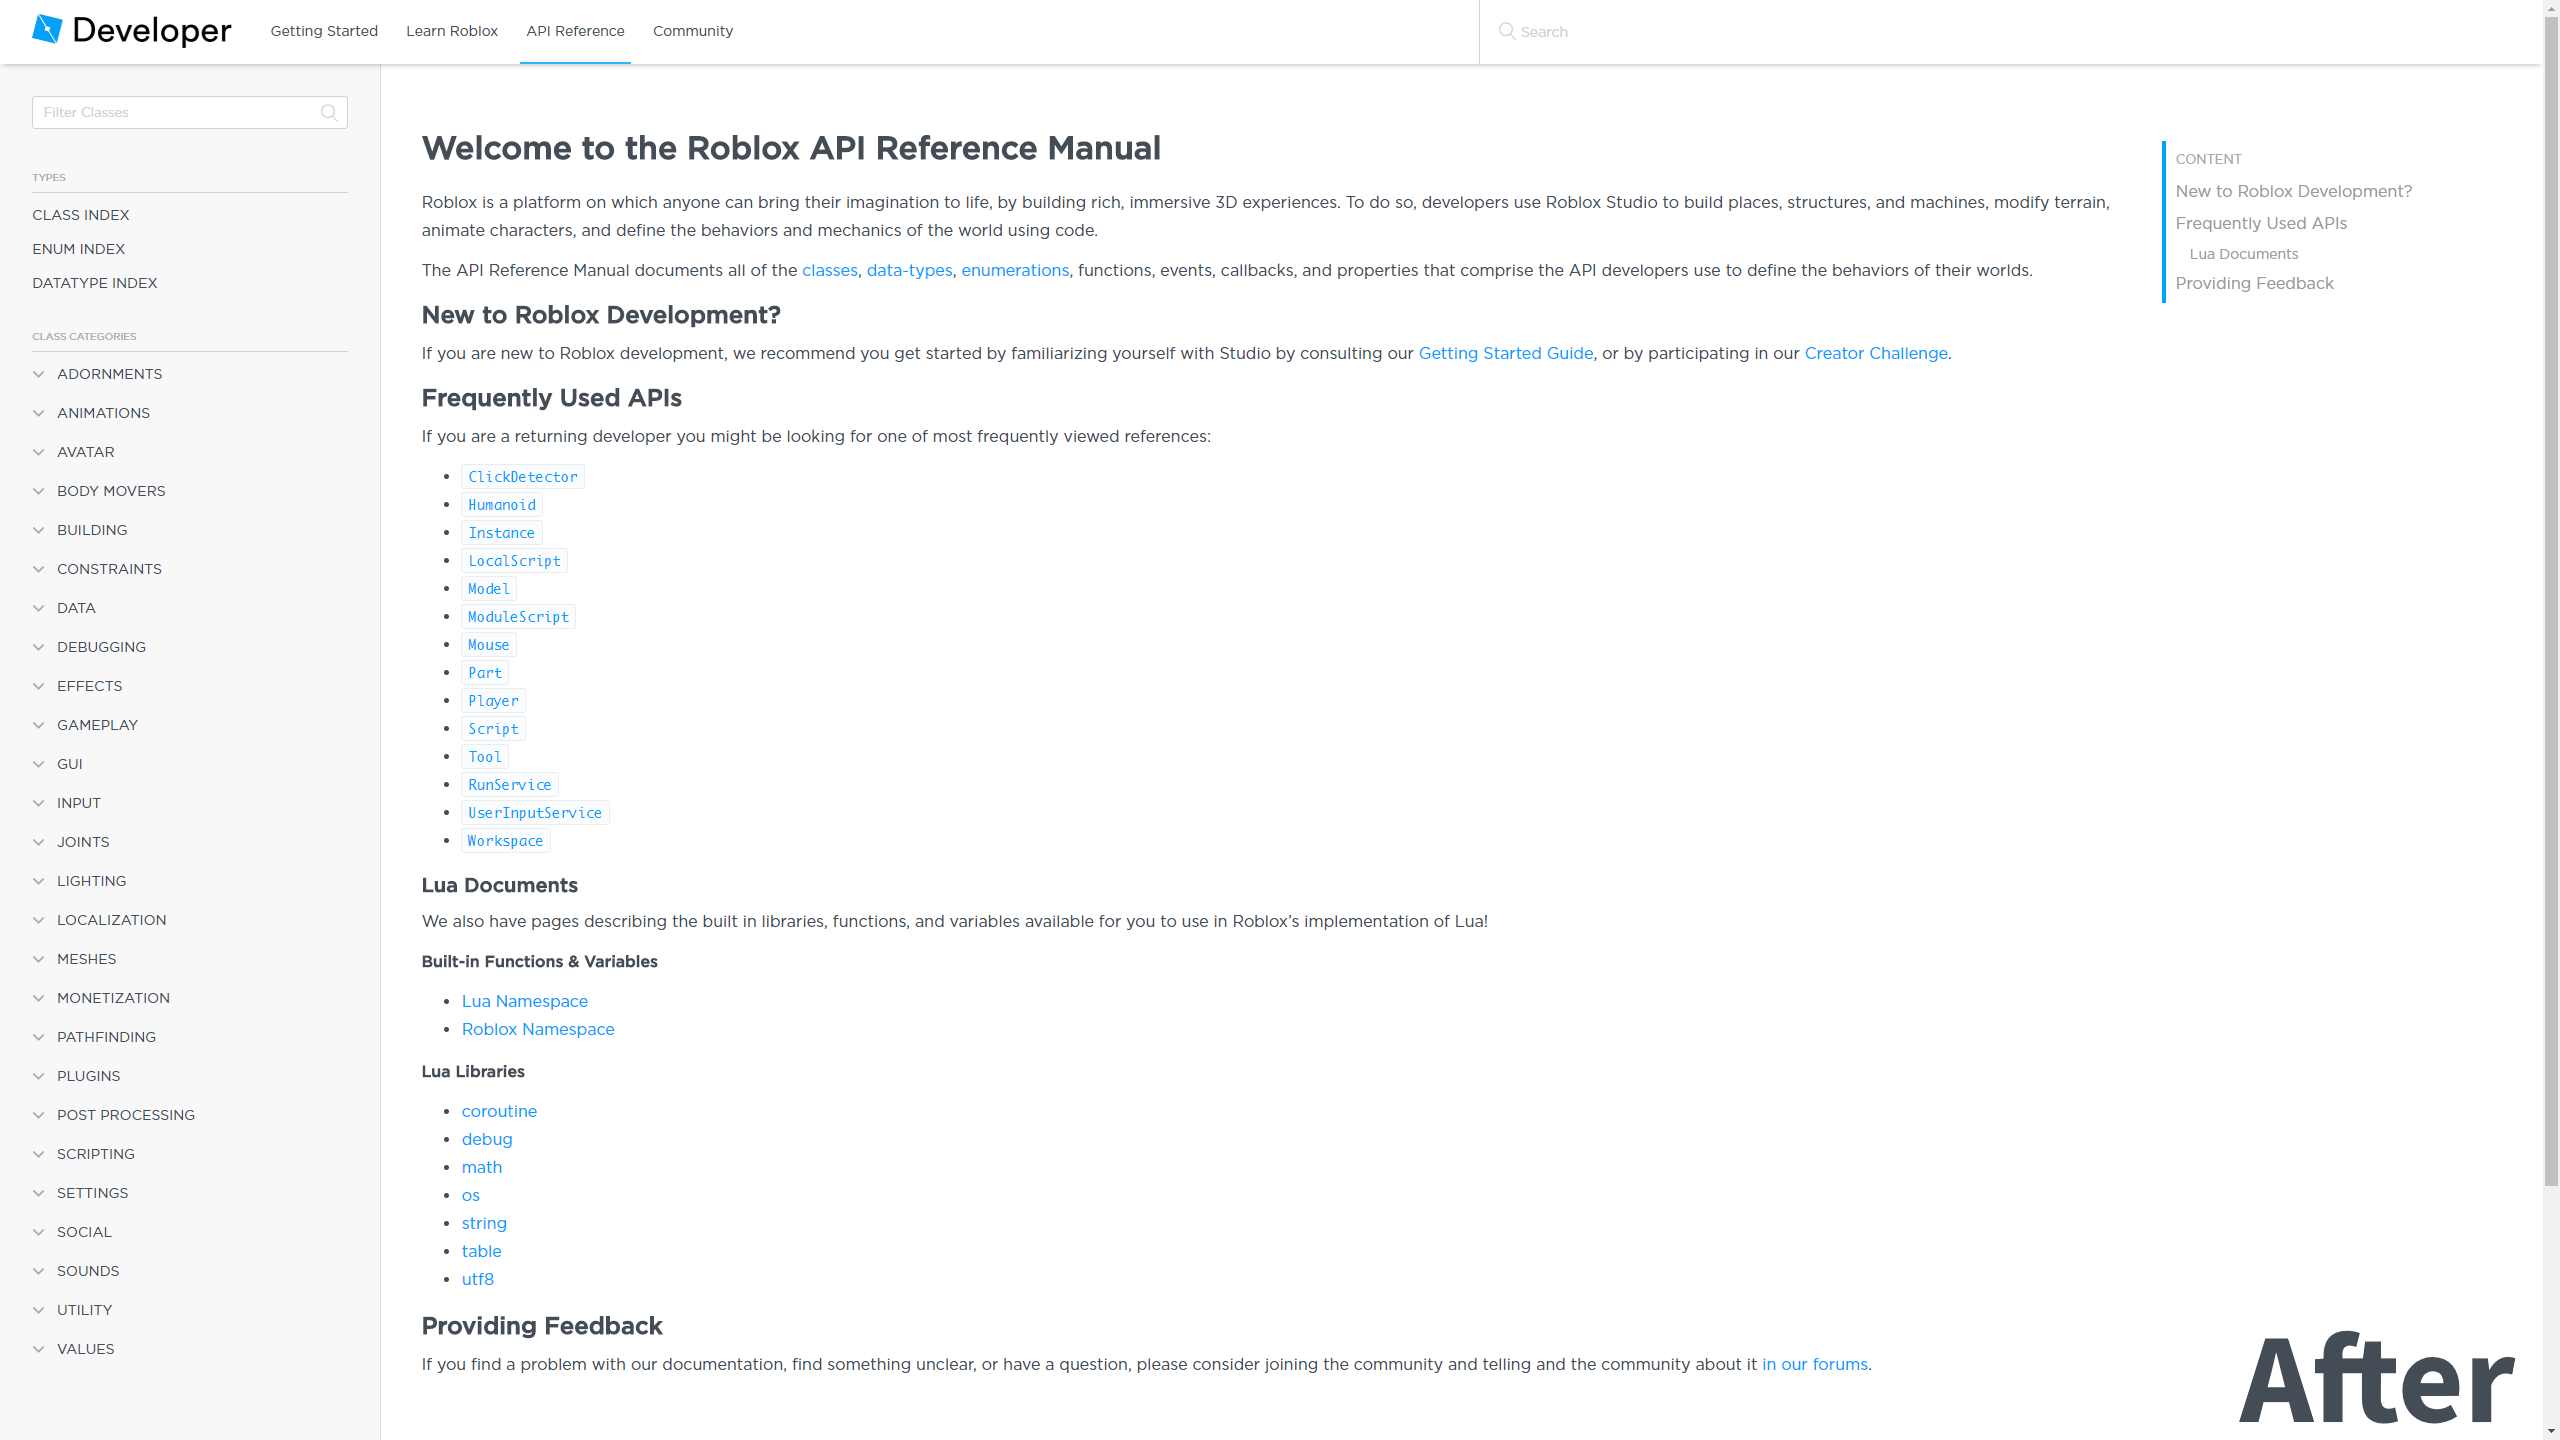 Developer
Getting Started
Learn Roblox
API Reference
Community
Search
Filter Classes
TYPES
CLASS INDEX
ENUM INDEX
DATATYPE INDEX
CLASS CATEGORIES
ADORNMENTS
ANIMATIONS
AVATAR
BODY MOVERS
BUILDING
CONSTRAINTS
DATA
DEBUGGING
EFFECTS
GAMEPLAY
GUI
INPUT
JOINTS
LIGHTING
LOCALIZATION
MESHES
MONETIZATION
PATHFINDING
PLUGINS
POST PROCESSING
SCRIPTING
SETTINGS
SOCIAL
SOUNDS
UTILITY
VALUES
Welcome to the Roblox API Reference Manual
Roblox is a platform on which anyone can bring their imagination to life, by building rich, immersive 3D experiences. To do so, developers use Roblox Studio to build places, structures, and machines, modify terrain,
animate characters, and define the behaviors and mechanics of the world using code.
The API Reference Manual documents all of the classes, data-types, enumerations, functions, events, callbacks, and properties that comprise the API developers use to define the behaviors of their worlds.
New to Roblox Development?
If you are new to Roblox development, we recommend you get started by familiarizing yourself with Studio by consulting our Getting Started Guide, or by participating in our Creator Challenge.
Frequently Used APIs
If you are a returning developer you might be looking for one of most frequently viewed references:
• ClickDetector
• Humanoid
• Instance
• LocalScript
• Model
• ModuleScript
• Mouse
• Part
• Player
• Script
• Tool
• RunService
• UserInputService
• Workspace
Lua Documents
We also have pages describing the built in libraries, functions, and variables available for you to use in Roblox’s implementation of Lua!
Built-in Functions & Variables
• Lua Namespace
• Roblox Namespace
Lua Libraries
• coroutine
• debug
• math
• os
• string
• table
• utf8
Providing Feedback
If you find a problem with our documentation, find something unclear, or have a question, please consider joining the community and telling and the community about it in our forums.
CONTENT
New to Roblox Development?
Frequently Used APIs
Lua Documents
Providing Feedback
After